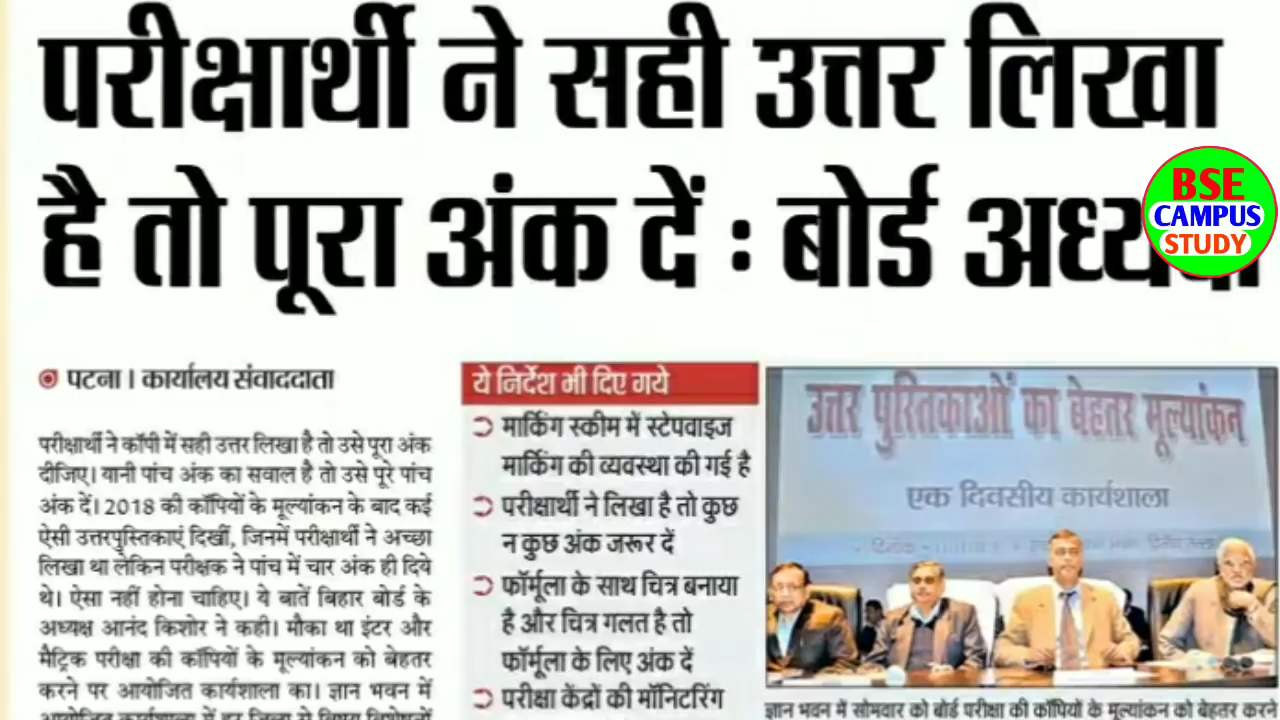 परीक्षार्थी ने सही उत्तर लिखा
है तो पूरा अंक दें : बोर्ड
BSE
CAMPUS
STUDY
पटना । कार्यालय संवाददाता
परीक्षार्थी ने कॉपी में सही उत्तर लिखा है तो उसे पूरा अंक
दीजिए। यानी पांच अंक का सवाल है तो उसे पूरे पांच
अंक दें। 2018 की कॉपियों के मूल्यांकन के बाद कई
ऐसी उत्तरपुस्तिकाएं दिखीं, जिनमें परीक्षार्थी ने अच्छा
लिखा था लेकिन परीक्षक ने पांच में चार अंक ही दिये
थे। ऐसा नहीं होना चाहिए। ये बातें बिहार बोर्ड के
अध्यक्ष आनंद किशोर ने कही। मौका था इंटर और
मैट्रिक परीक्षा की कॉपियों के मूल्यांकन को बेहतर
करने पर आयोजित कार्यशाला का। ज्ञान भवन में
ये निर्देश भी दिए गये
मार्किंग स्कीम में स्टेपवाइज
मार्किंग की व्यवस्था की गई है
परीक्षार्थी ने लिखा है तो कुछ
न कुछ अंक जरूर दें
फॉर्मूला के साथ चित्र बनाया
है और चित्र गलत है तो
फॉर्मूला के लिए अंक दें
परीक्षा केंद्रों की मॉनिटरिंग
उत्तर पुस्तिकाओं का बेहतर मूल्यांकन
एक दिवसीय कार्यशाला
ज्ञान भवन में सोमवार को बोर्ड परीक्षा की कॉपियों के मूल्यांकन को बेहतर करने